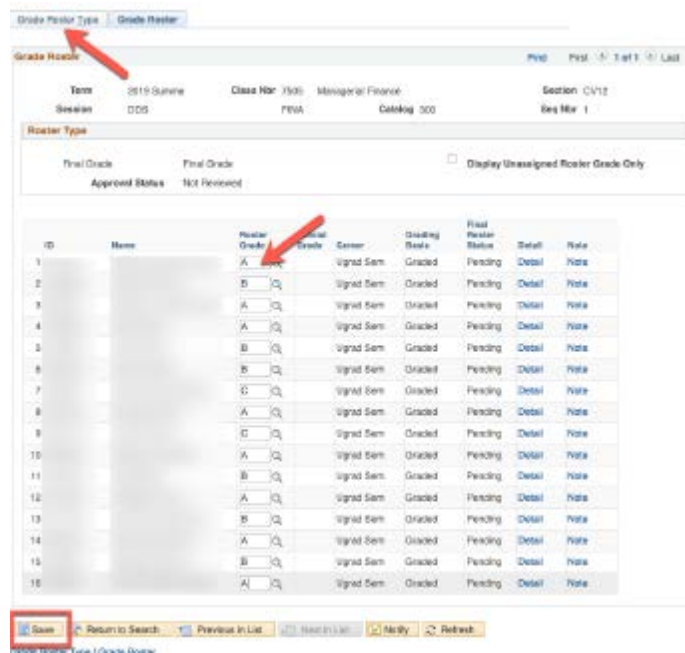 Grade Roster Type Grade Roster
Grade Roster Print First 1 of 1 Last
Term 2019 Summe Class Nbr 7505 Managerial Finance Section CV12
Session DDS FINA Catalog 300 Seq Nbr 1
Roster Type
Final Grade Final Grade Display Unassigned Roster Grade Only
Approval Status Not Reviewed
ID Name Roster Grade Grade Career Grading Basis Final Roster Status Detail Note
1 A Ugrad Sem Graded Pending Detail Note
2 B Ugrad Sem Graded Pending Detail Note
3 A Ugrad Sem Graded Pending Detail Note
4 A Ugrad Sem Graded Pending Detail Note
5 B Ugrad Sem Graded Pending Detail Note
6 B Ugrad Sem Graded Pending Detail Note
7 C Ugrad Sem Graded Pending Detail Note
8 A Ugrad Sem Graded Pending Detail Note
9 C Ugrad Sem Graded Pending Detail Note
10 A Ugrad Sem Graded Pending Detail Note
11 B Ugrad Sem Graded Pending Detail Note
12 A Ugrad Sem Graded Pending Detail Note
13 B Ugrad Sem Graded Pending Detail Note
14 A Ugrad Sem Graded Pending Detail Note
15 B Ugrad Sem Graded Pending Detail Note
16 A Ugrad Sem Graded Pending Detail Note
Save Return to Search Previous in List Next in List Notify Refresh
Grade Roster Type | Grade Roster